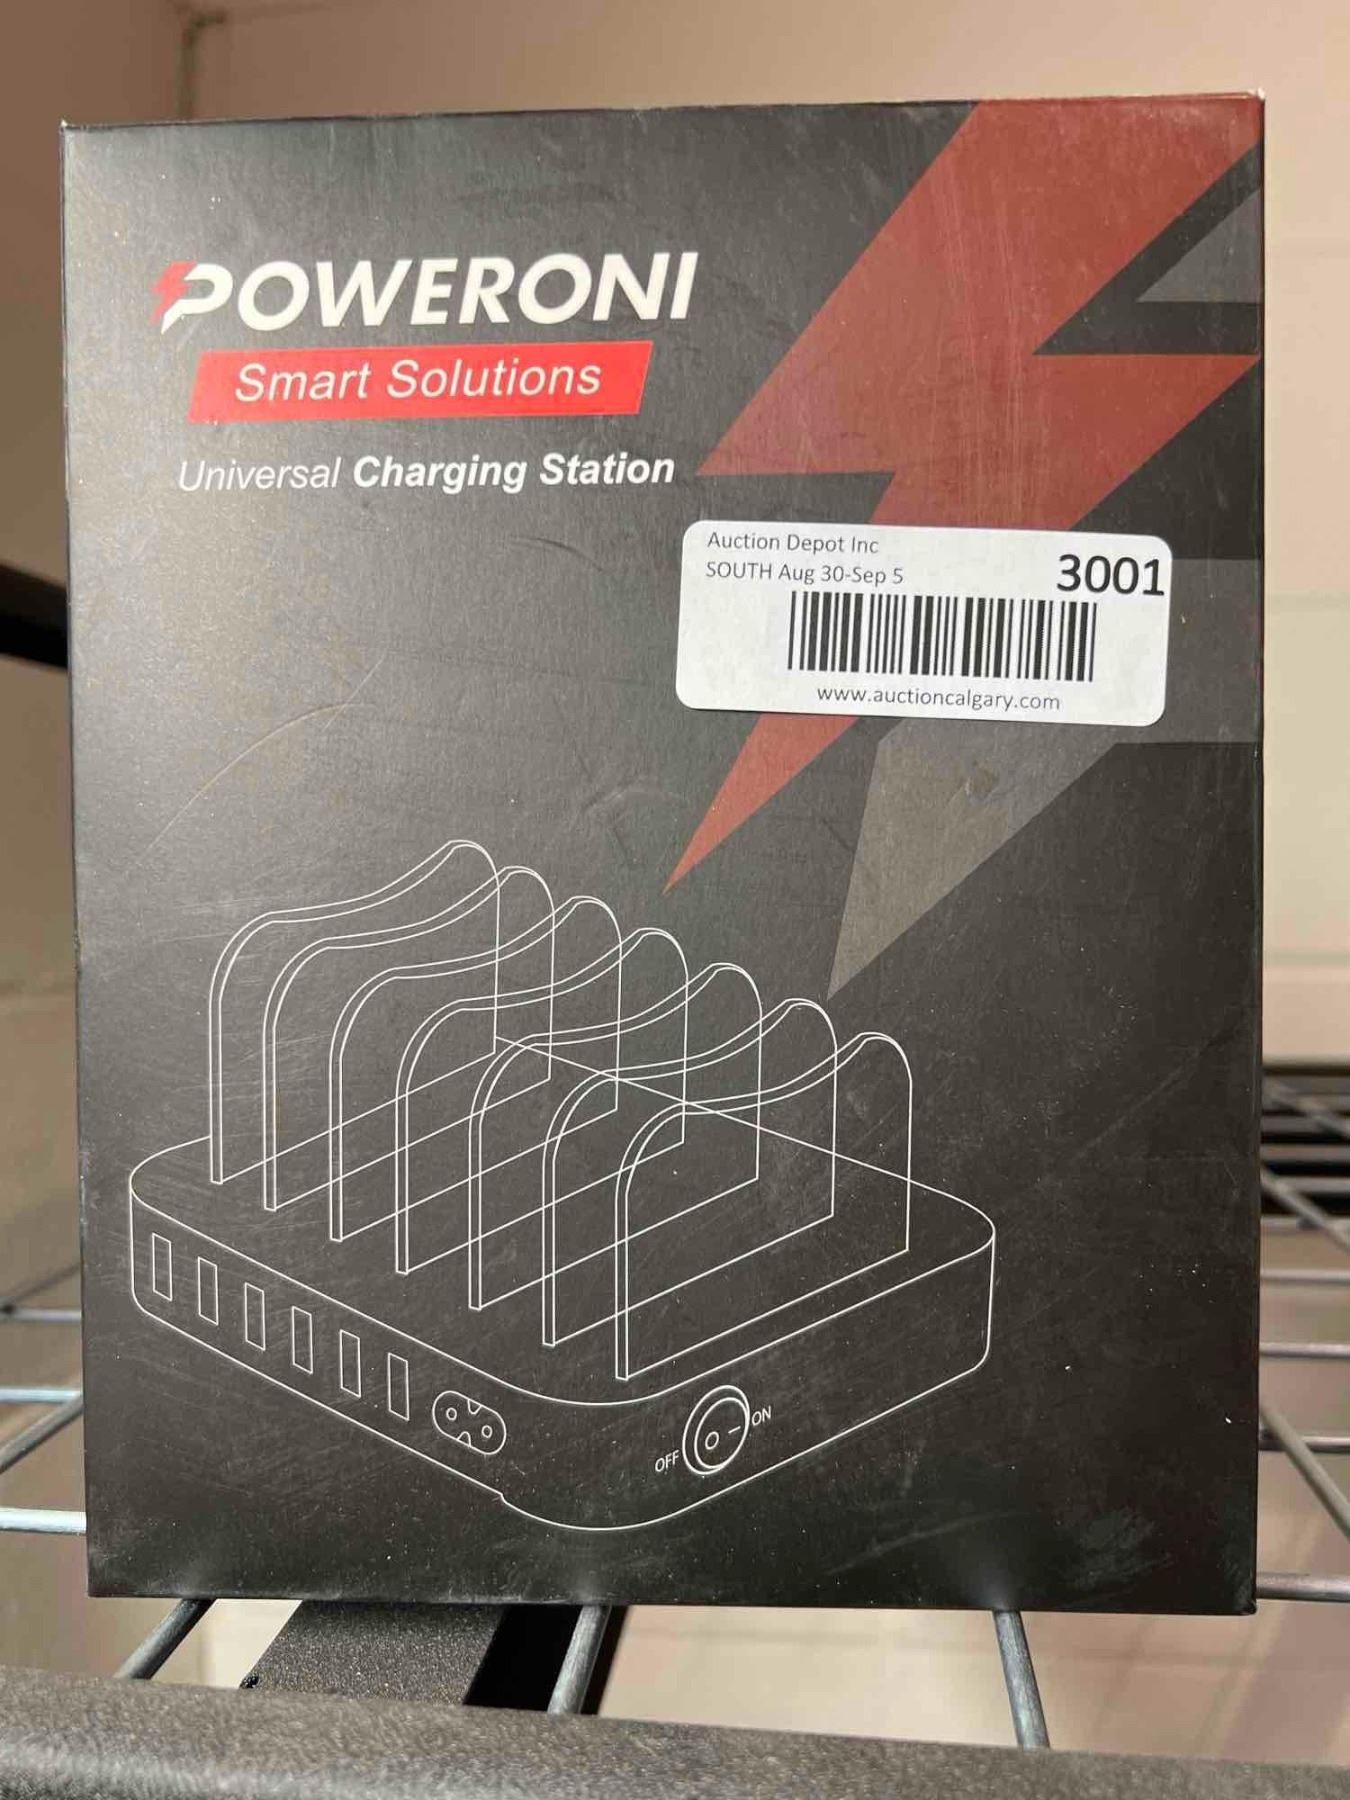 POWERONI
Smart Solutions
Universal Charging Station
Auction Depot Inc
SOUTH Aug 30-Sep 5
3001
www.auctioncalgary.com
ON
OFF